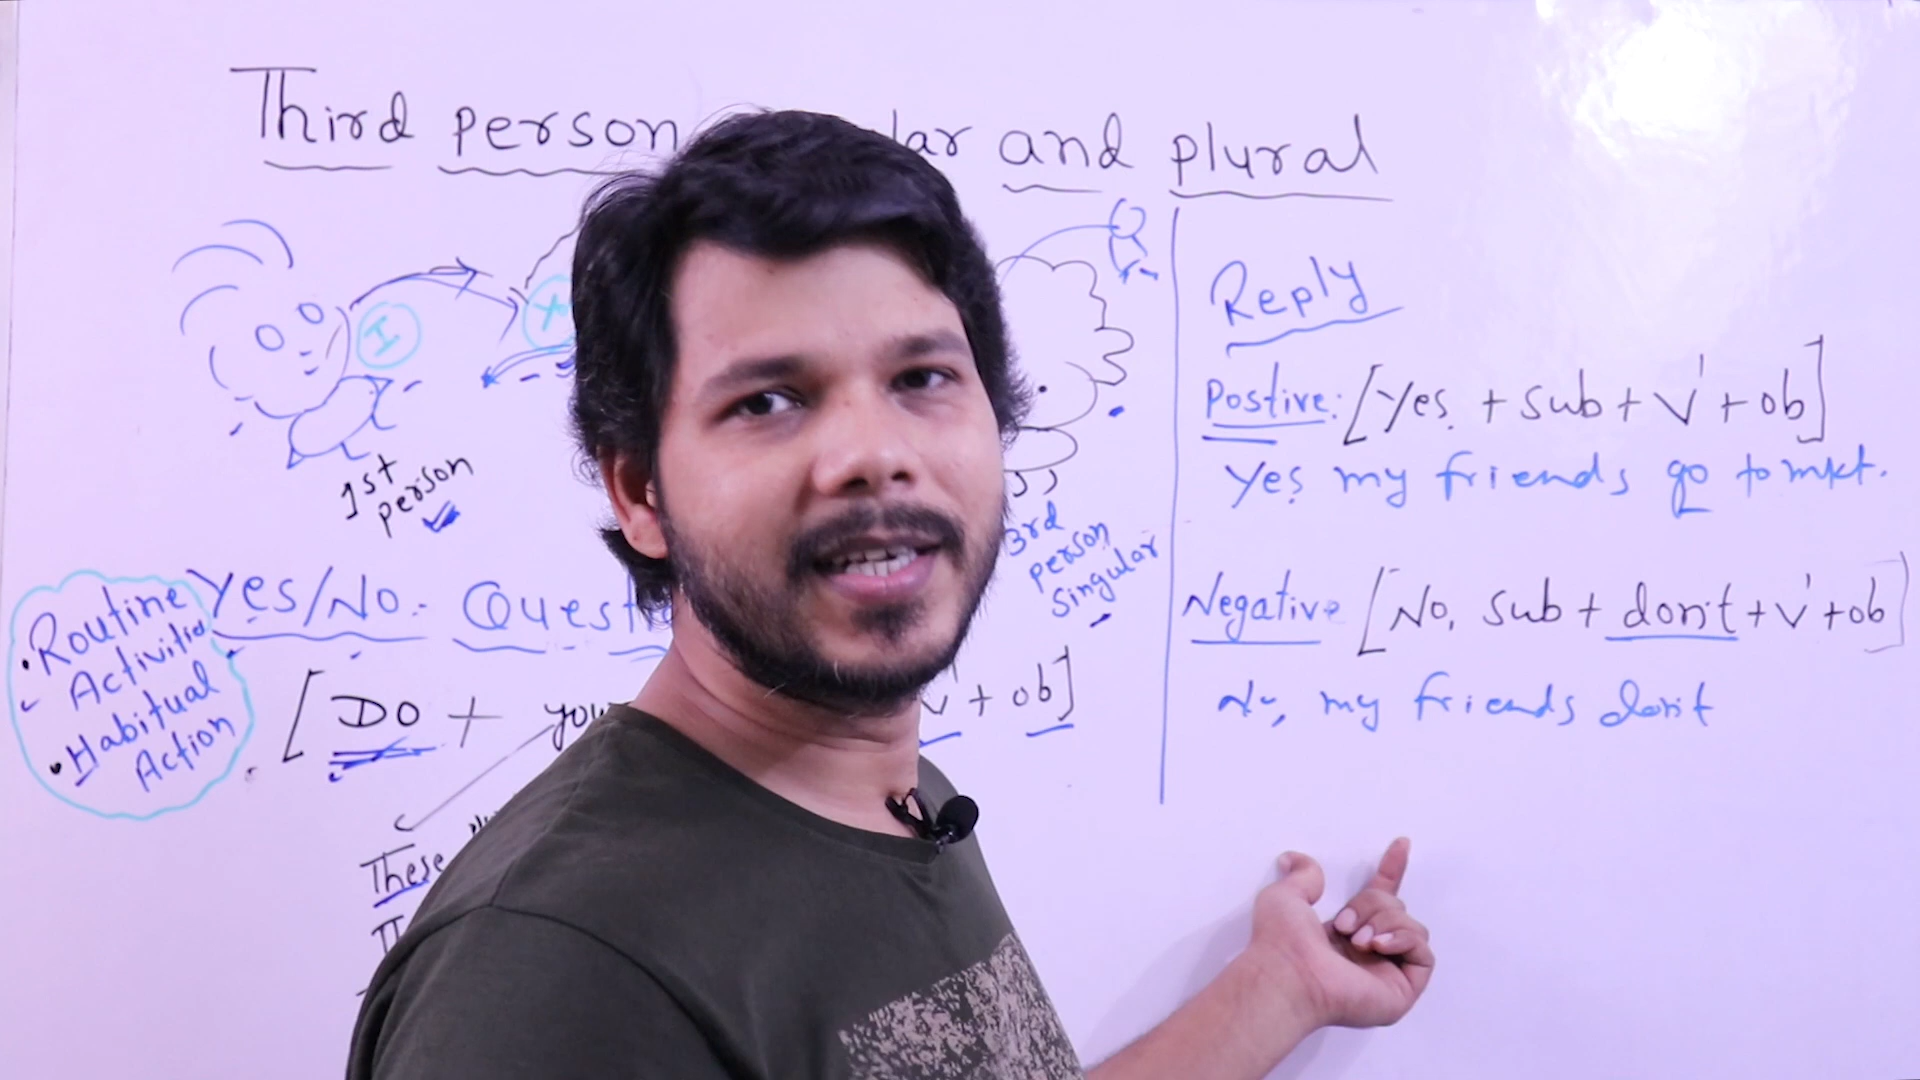 Third person lar and plural
I
1st
person
3rd
person
Singular
Yes/No:- Quest
• Routine
Activities
• Habitual
Action
[ Do + your
v' + ob]
These
Reply
Postive: [Yes + sub + v' + ob]
Yes my friends go to mkt.
Negative [No, sub + don't + v' + ob]
No, my friends don't